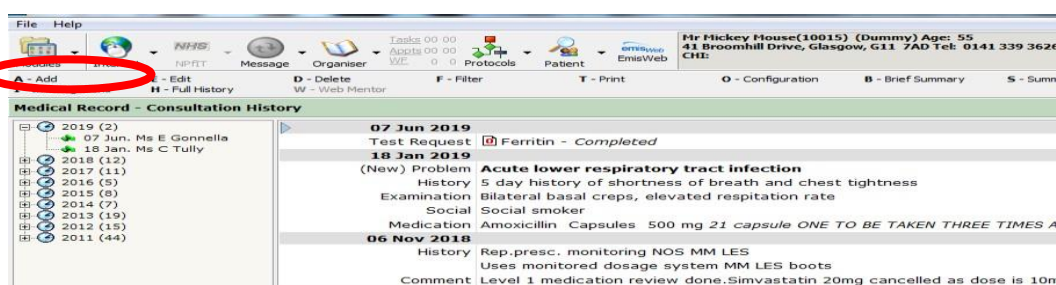 File Help
NHS
Tasks 00 00
Appts 00 00
WF 0 0
emisweb
NPfIT Message Organiser Protocols Patient EmisWeb
Mr Mickey Mouse(10015) (Dummy) Age: 55
41 Broomhill Drive, Glasgow, G11 7AD Tel: 0141 339 3628
CHI:
A - Add E - Edit D - Delete F - Filter T - Print O - Configuration B - Brief Summary S - Summ
H - Full History W - Web Mentor
Medical Record - Consultation History
2019 (2)
07 Jun. Ms E Gonnella
18 Jan. Ms C Tully
2018 (12)
2017 (11)
2016 (5)
2015 (8)
2014 (7)
2013 (19)
2012 (15)
2011 (44)
07 Jun 2019
Test Request Ferritin - Completed
18 Jan 2019
(New) Problem Acute lower respiratory tract infection
History 5 day history of shortness of breath and chest tightness
Examination Bilateral basal creps, elevated respitation rate
Social Social smoker
Medication Amoxicillin Capsules 500 mg 21 capsule ONE TO BE TAKEN THREE TIMES A
06 Nov 2018
History Rep.presc. monitoring NOS MM LES
Uses monitored dosage system MM LES boots
Comment Level 1 medication review done.Simvastatin 20mg cancelled as dose is 10m